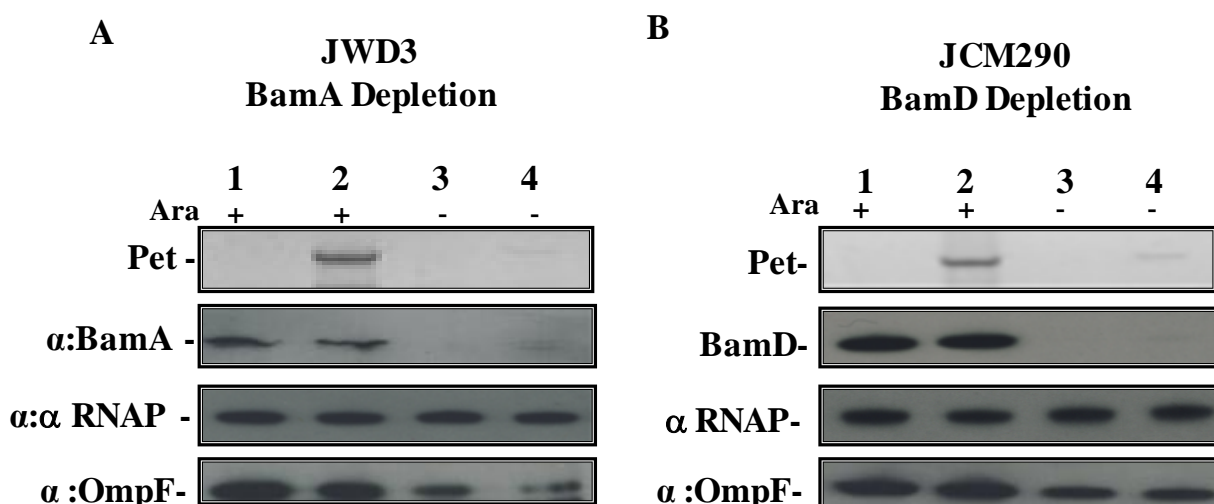 A
JWD3
BamA Depletion
1 2 3 4
Ara + + - -
Pet -
α:BamA -
α:α RNAP -
α :OmpF-
B
JCM290
BamD Depletion
1 2 3 4
Ara + + - -
Pet-
BamD-
α RNAP-
α :OmpF-